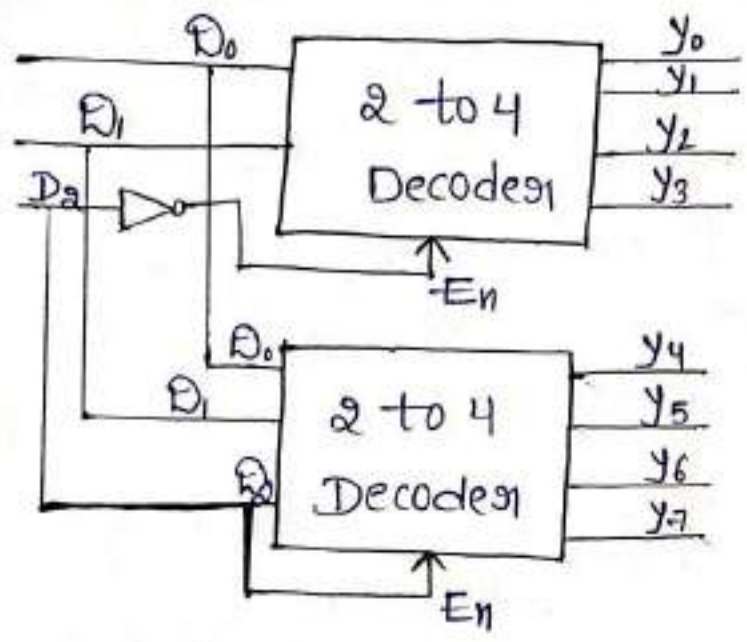 D₀
D₁
D₂
2 to 4
Decoder
y₀
y₁
y₂
y₃
En
D₀
D₁
2 to 4
Decoder
y₄
y₅
y₆
y₇
En